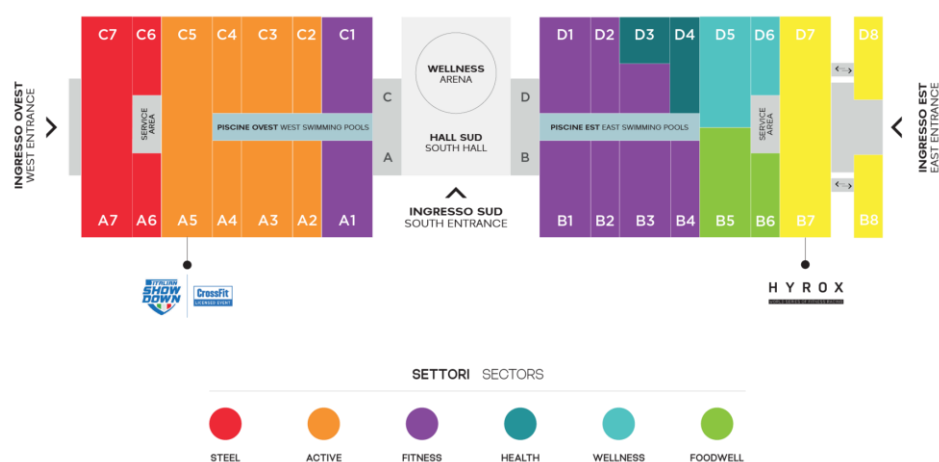 C7 C6 C5 C4 C3 C2 C1
D1 D2 D3 D4 D5 D6 D7 D8
WELLNESS
ARENA
INGRESSO OVEST
WEST ENTRANCE
SERVICE
AREA
PISCINE OVEST WEST SWIMMING POOLS
C
A
HALL SUD
SOUTH HALL
D
B
PISCINE EST EAST SWIMMING POOLS
SERVICE
AREA
INGRESSO EST
EAST ENTRANCE
A7 A6 A5 A4 A3 A2 A1
INGRESSO SUD
SOUTH ENTRANCE
B1 B2 B3 B4 B5 B6 B7 B8
ITALIAN
SHOW
DOWN
CrossFit
LICENSED EVENT
HYROX
SETTORI SECTORS
STEEL
ACTIVE
FITNESS
HEALTH
WELLNESS
FOODWELL